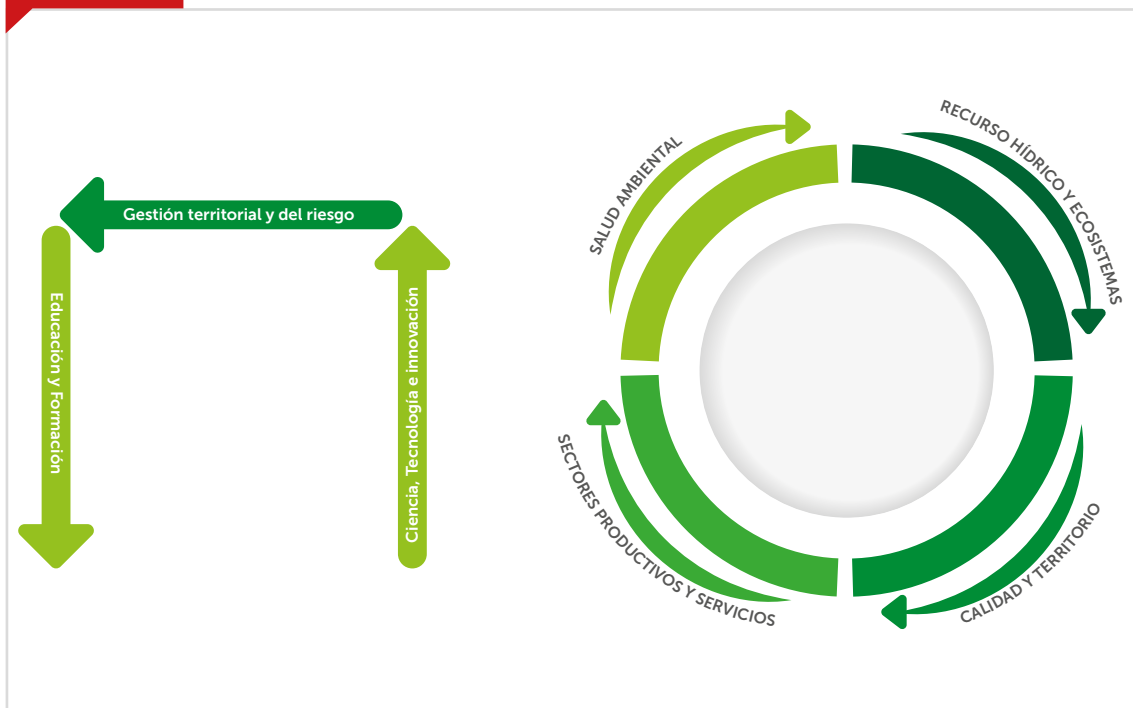 Gestión territorial y del riesgo
Educación y Formación
Ciencia, Tecnología e innovación
SALUD AMBIENTAL
RECURSO HÍDRICO Y ECOSISTEMAS
SECTORES PRODUCTIVOS Y SERVICIOS
CALIDAD Y TERRITORIO